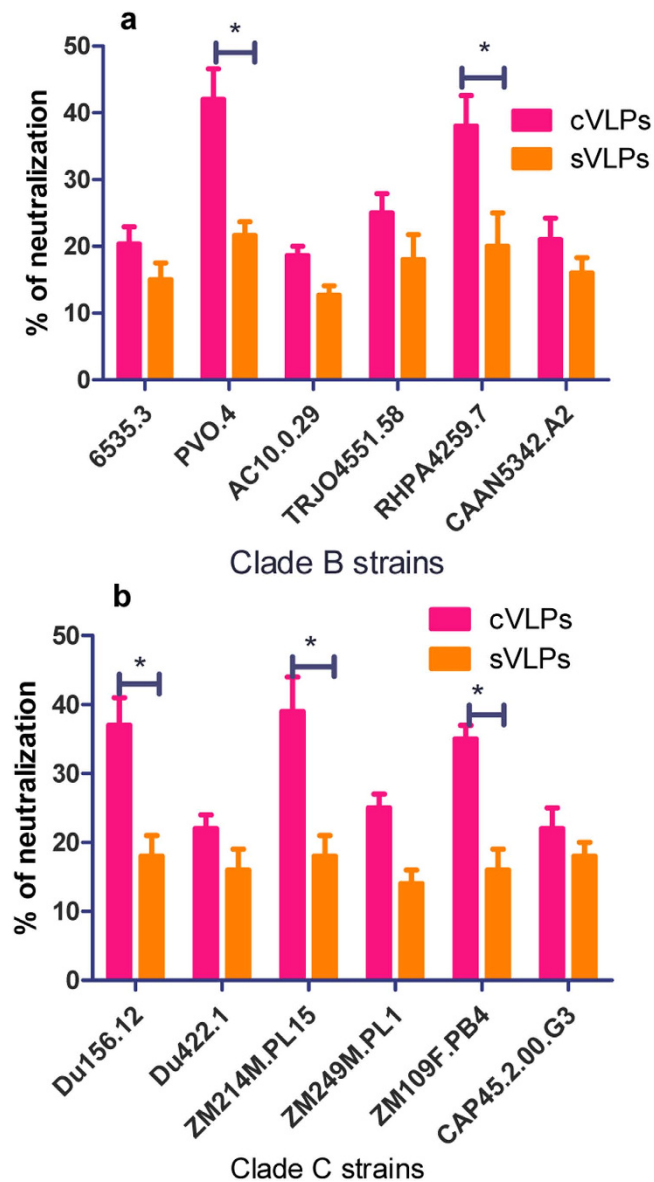 a
*
*
50
40
30
20
10
0
% of neutralization
cVLPs
sVLPs
6535.3
PVO.4
AC10.0.29
TRJO4551.58
RHPA4259.7
CAAN5342.A2
Clade B strains
b
*
*
*
50
40
30
20
10
0
% of neutralization
cVLPs
sVLPs
Du156.12
Du422.1
ZM214M.PL15
ZM249M.PL1
ZM109F.PB4
CAP45.2.00.G3
Clade C strains